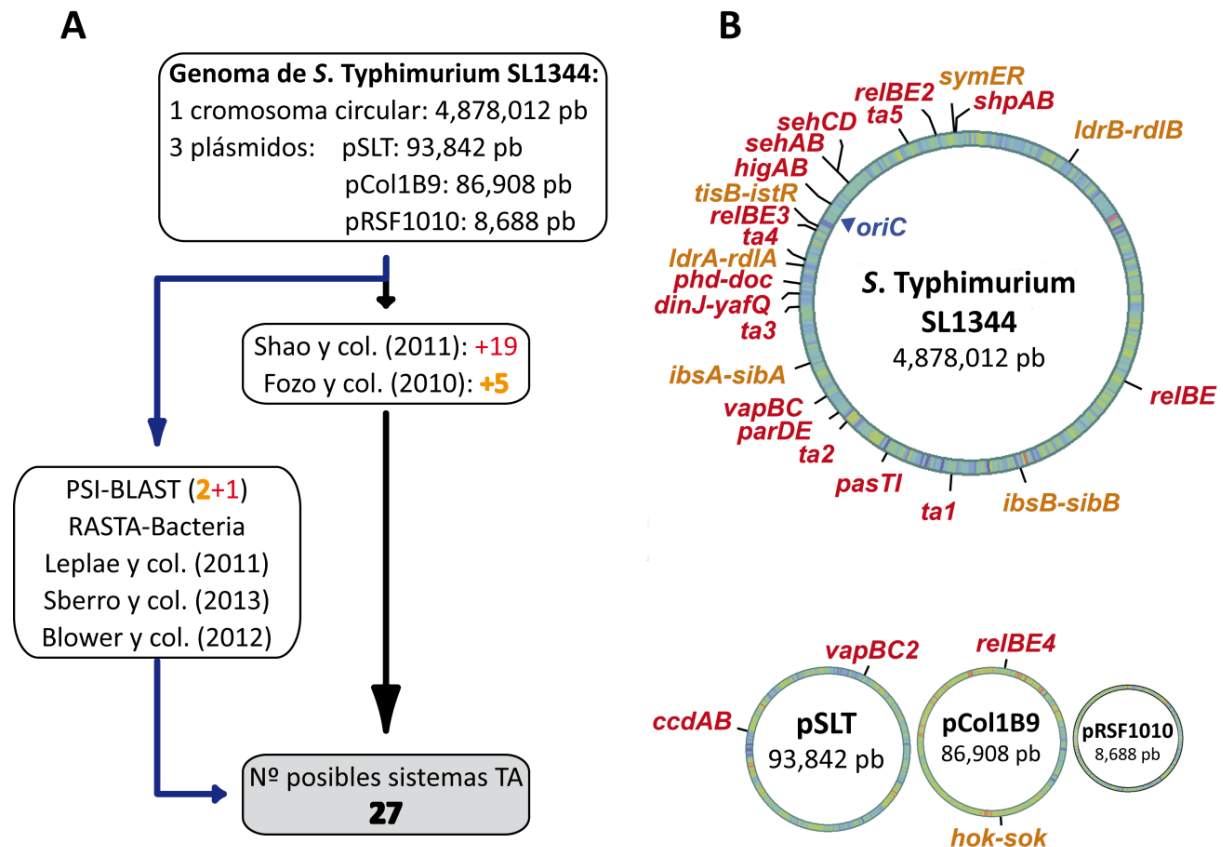 A
Genoma de S. Typhimurium SL1344:
1 cromosoma circular: 4,878,012 pb
3 plásmidos: pSLT: 93,842 pb
pCol1B9: 86,908 pb
pRSF1010: 8,688 pb
Shao y col. (2011): +19
Fozo y col. (2010): +5
PSI-BLAST (2+1)
RASTA-Bacteria
Leplae y col. (2011)
Sberro y col. (2013)
Blower y col. (2012)
Nº posibles sistemas TA
27
B
symER
relBE2
shpAB
ta5
sehCD
ldrB-rdlB
sehAB
higAB
tisB-istR
relBE3
oriC
ta4
ldrA-rdlA
phd-doc
dinJ-yafQ
ta3
S. Typhimurium
SL1344
4,878,012 pb
ibsA-sibA
relBE
vapBC
parDE
ta2
pasTI
ta1
ibsB-sibB
vapBC2
relBE4
ccdAB
pSLT
93,842 pb
pCol1B9
86,908 pb
pRSF1010
8,688 pb
hok-sok